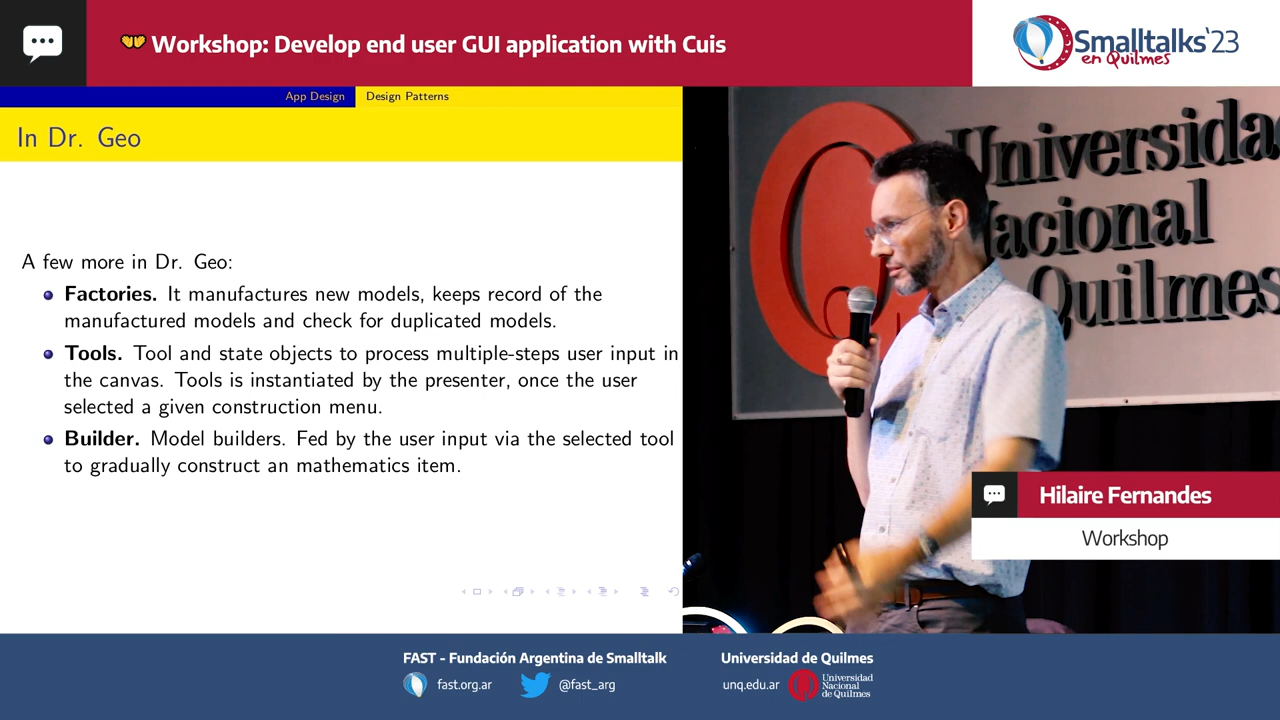 Workshop: Develop end user GUI application with Cuis
Smalltalks'23
en Quilmes
App Design
Design Patterns
In Dr. Geo
A few more in Dr. Geo:
Factories. It manufactures new models, keeps record of the
manufactured models and check for duplicated models.
Tools. Tool and state objects to process multiple-steps user input in
the canvas. Tools is instantiated by the presenter, once the user
selected a given construction menu.
Builder. Model builders. Fed by the user input via the selected tool
to gradually construct an mathematics item.
Universida
Nacional
Quilmes
Hilaire Fernandes
Workshop
FAST - Fundación Argentina de Smalltalk
fast.org.ar
@fast_arg
Universidad de Quilmes
unq.edu.ar
Universidad
Nacional
de Quilmes